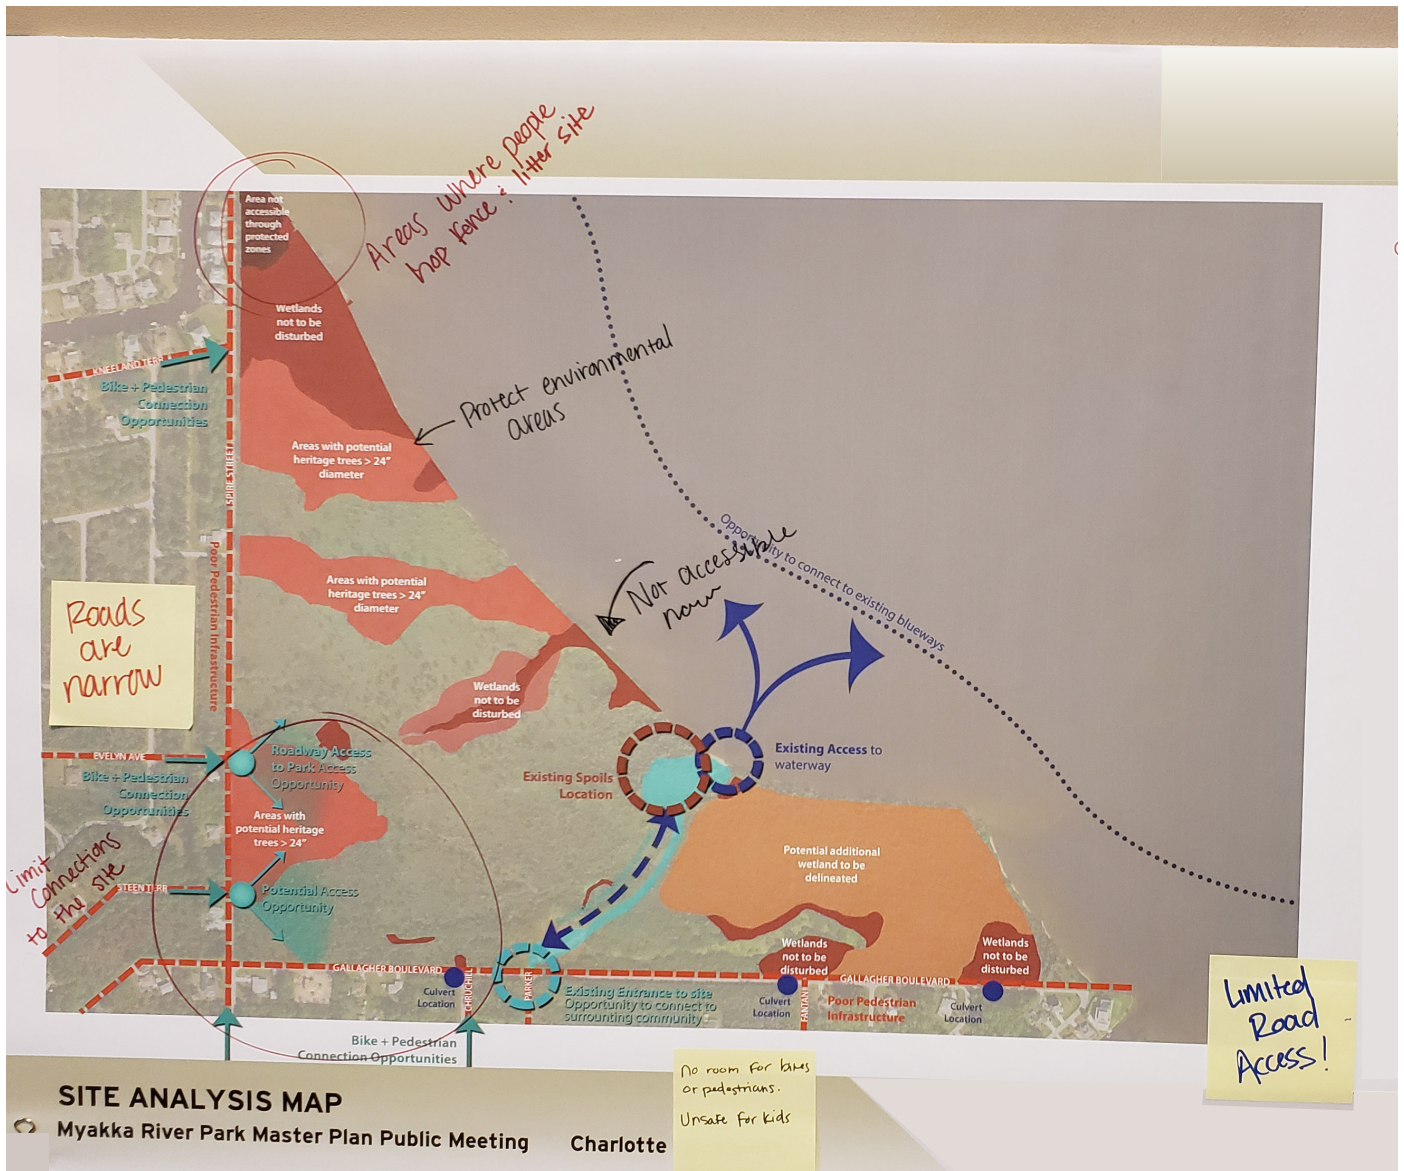 Areas where people
hop fence & litter site
Area not
accessible
through
protected
zones
Wetlands
not to be
disturbed
KNEELAND TERR
Bike + Pedestrian
Connection
Opportunities
Protect environmental
areas
Areas with potential
heritage trees > 24"
diameter
SPIRE STREET
Poor Pedestrian Infrastructure
Opportunity to connect to existing blueways
Not accessible
now
Areas with potential
heritage trees > 24"
diameter
Roads
are
narrow
Wetlands
not to be
disturbed
EVELYN AVE
Bike + Pedestrian
Connection
Opportunities
Roadway Access
to Park Access
Opportunity
Existing Spoils
Location
Existing Access to
waterway
Areas with
potential heritage
trees > 24"
Limit
connections
to the site
STEEN TERR
Potential Access
Opportunity
Potential additional
wetland to be
delineated
Wetlands
not to be
disturbed
Wetlands
not to be
disturbed
GALLAGHER BOULEVARD
GALLAGHER BOULEVARD
Culvert
Location
CHRUCHILL
PARKER
Existing Entrance to site
Opportunity to connect to
surrounting community
Culvert
Location
FANTAN
Poor Pedestrian
Infrastructure
Culvert
Location
Bike + Pedestrian
Connection Opportunities
Limited
Road
Access!
No room for bikes
or pedestrians.
Unsafe for kids
SITE ANALYSIS MAP
Myakka River Park Master Plan Public Meeting
Charlotte